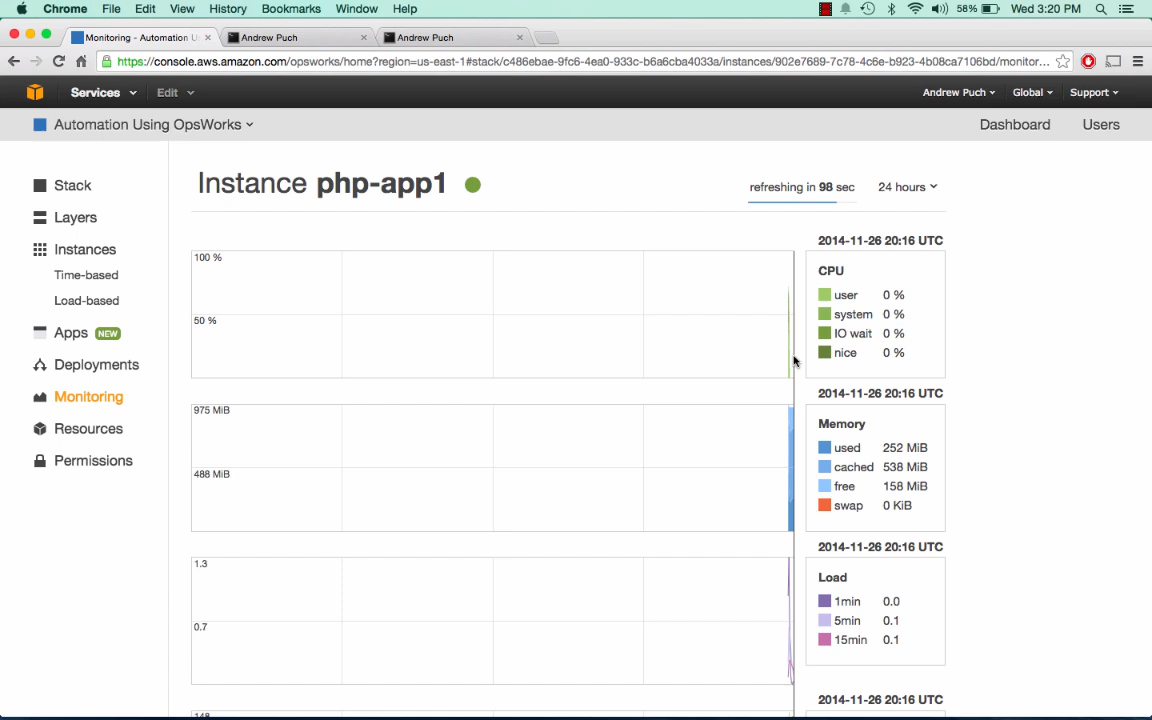 Chrome File Edit View History Bookmarks Window Help 58% Wed 3:20 PM
Monitoring - Automation U Andrew Puch Andrew Puch
https://console.aws.amazon.com/opsworks/home?region=us-east-1#stack/c486ebae-9fc6-4ea0-933c-b6a6cba4033a/instances/902e7689-7c78-4c6e-b923-4b08ca7106bd/monitor...
Services Edit Andrew Puch Global Support
Automation Using OpsWorks Dashboard Users
Stack
Layers
Instances
Time-based
Load-based
Apps NEW
Deployments
Monitoring
Resources
Permissions
Instance php-app1 refreshing in 98 sec 24 hours
2014-11-26 20:16 UTC
100 %
50 %
CPU
user 0 %
system 0 %
IO wait 0 %
nice 0 %
2014-11-26 20:16 UTC
975 MiB
488 MiB
Memory
used 252 MiB
cached 538 MiB
free 158 MiB
swap 0 KiB
2014-11-26 20:16 UTC
1.3
0.7
Load
1min 0.0
5min 0.1
15min 0.1
2014-11-26 20:16 UTC
148